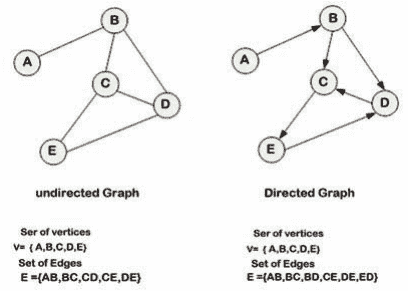 B
A
C
D
E
undirected Graph
Ser of vertices
V= { A,B,C,D,E}
Set of Edges
E ={AB,BC,CD,CE,DE}
B
A
C
D
E
Directed Graph
Ser of vertices
V= { A,B,C,D,E}
Set of Edges
E ={AB,BC,BD,CE,DE,ED}